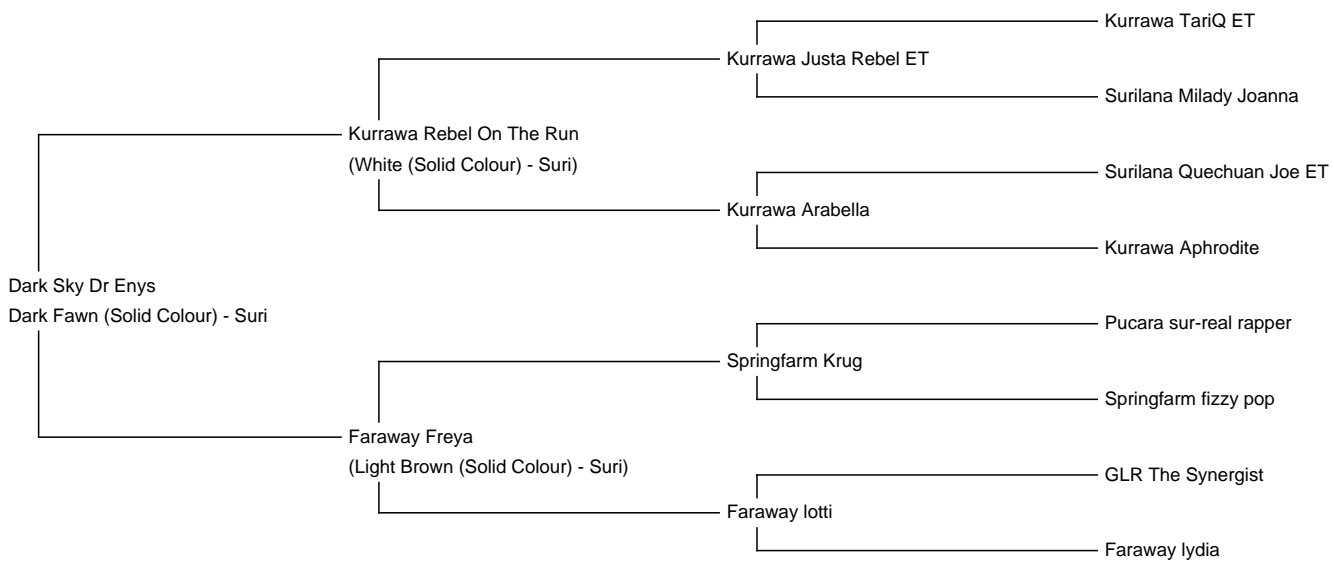 Kurrawa TariQ ET
Kurrawa Justa Rebel ET
Surilana Milady Joanna
Kurrawa Rebel On The Run
(White (Solid Colour) - Suri)
Surilana Quechuan Joe ET
Kurrawa Arabella
Kurrawa Aphrodite
Dark Sky Dr Enys
Dark Fawn (Solid Colour) - Suri
Pucara sur-real rapper
Springfarm Krug
Springfarm fizzy pop
Faraway Freya
(Light Brown (Solid Colour) - Suri)
GLR The Synergist
Faraway lotti
Faraway lydia